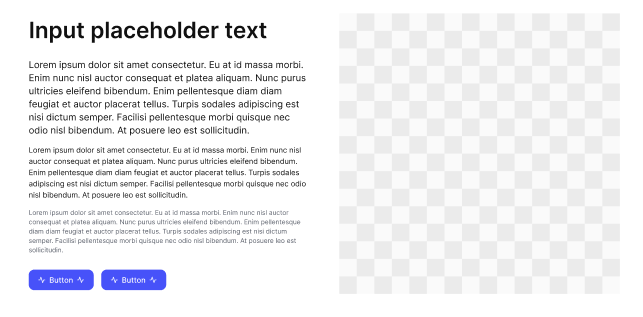 Input placeholder text
Lorem ipsum dolor sit amet consectetur. Eu at id massa morbi.
Enim nunc nisl auctor consequat et platea aliquam. Nunc purus
ultricies eleifend bibendum. Enim pellentesque diam diam
feugiat et auctor placerat tellus. Turpis sodales adipiscing est
nisi dictum semper. Facilisi pellentesque morbi quisque nec
odio nisl bibendum. At posuere leo est sollicitudin.
Lorem ipsum dolor sit amet consectetur. Eu at id massa morbi. Enim nunc nisl
auctor consequat et platea aliquam. Nunc purus ultricies eleifend bibendum.
Enim pellentesque diam diam feugiat et auctor placerat tellus. Turpis sodales
adipiscing est nisi dictum semper. Facilisi pellentesque morbi quisque nec odio
nisl bibendum. At posuere leo est sollicitudin.
Lorem ipsum dolor sit amet consectetur. Eu at id massa morbi. Enim nunc nisl auctor
consequat et platea aliquam. Nunc purus ultricies eleifend bibendum. Enim pellentesque
diam diam feugiat et auctor placerat tellus. Turpis sodales adipiscing est nisi dictum
semper. Facilisi pellentesque morbi quisque nec odio nisl bibendum. At posuere leo est
sollicitudin.
Button Button